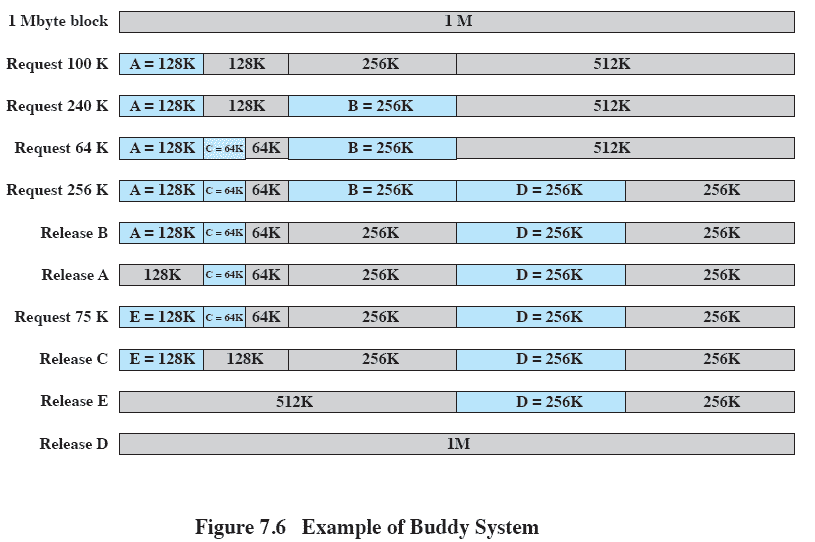 1 Mbyte block 1 M
Request 100 K A = 128K 128K 256K 512K
Request 240 K A = 128K 128K B = 256K 512K
Request 64 K A = 128K C = 64K 64K B = 256K 512K
Request 256 K A = 128K C = 64K 64K B = 256K D = 256K 256K
Release B A = 128K C = 64K 64K 256K D = 256K 256K
Release A 128K C = 64K 64K 256K D = 256K 256K
Request 75 K E = 128K C = 64K 64K 256K D = 256K 256K
Release C E = 128K 128K 256K D = 256K 256K
Release E 512K D = 256K 256K
Release D 1M
Figure 7.6 Example of Buddy System